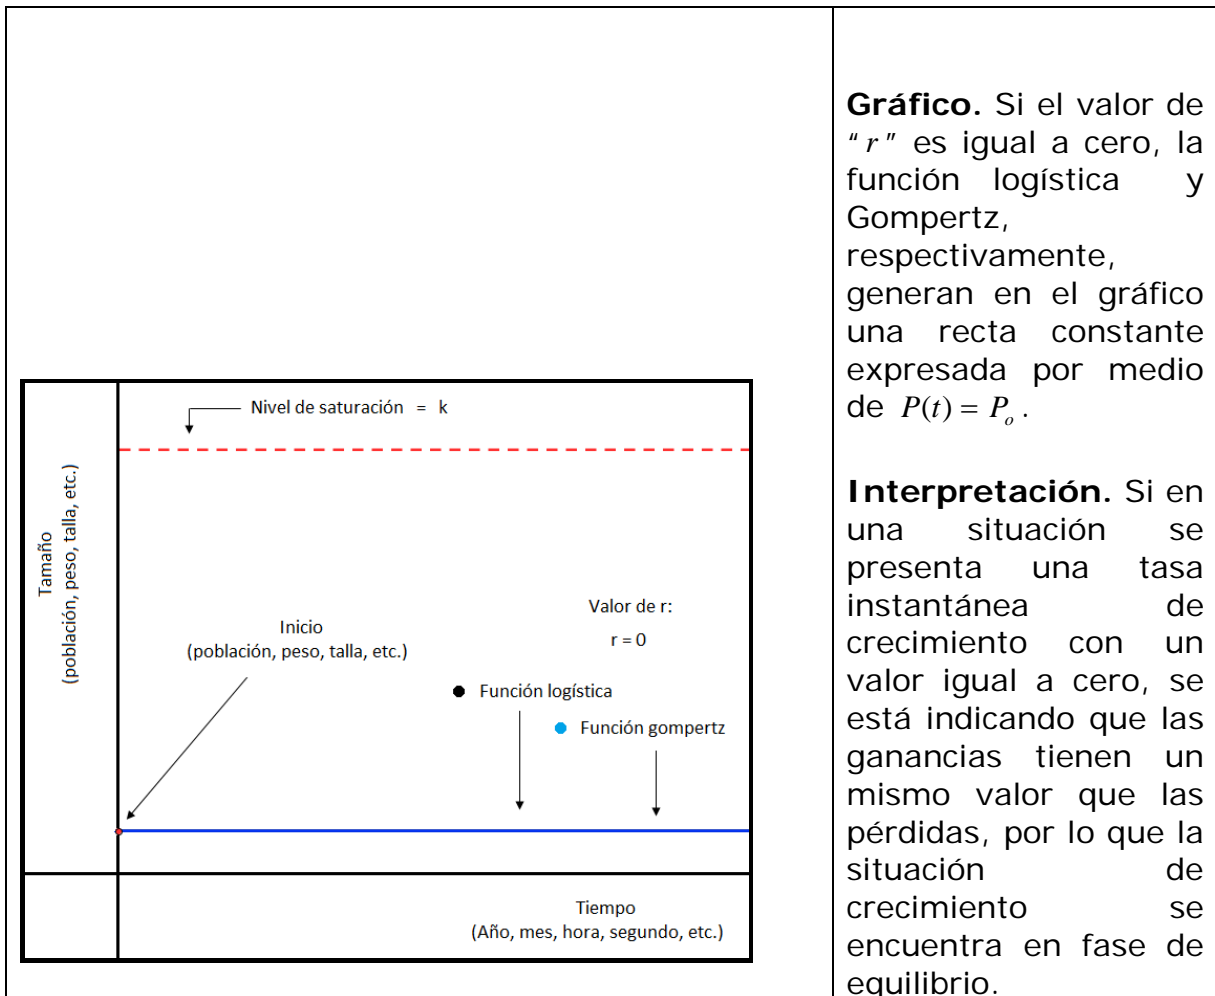 Nivel de saturación = k
Tamaño
(población, peso, talla, etc.)
Inicio
(población, peso, talla, etc.)
Valor de r:
r = 0
Función logística
Función gompertz
Tiempo
(Año, mes, hora, segundo, etc.)
Gráfico. Si el valor de
“ r ” es igual a cero, la
función logística y
Gompertz,
respectivamente,
generan en el gráfico
una recta constante
expresada por medio
de P(t) = Pₒ .
Interpretación. Si en
una situación se
presenta una tasa
instantánea de
crecimiento con un
valor igual a cero, se
está indicando que las
ganancias tienen un
mismo valor que las
pérdidas, por lo que la
situación de
crecimiento se
encuentra en fase de
equilibrio.